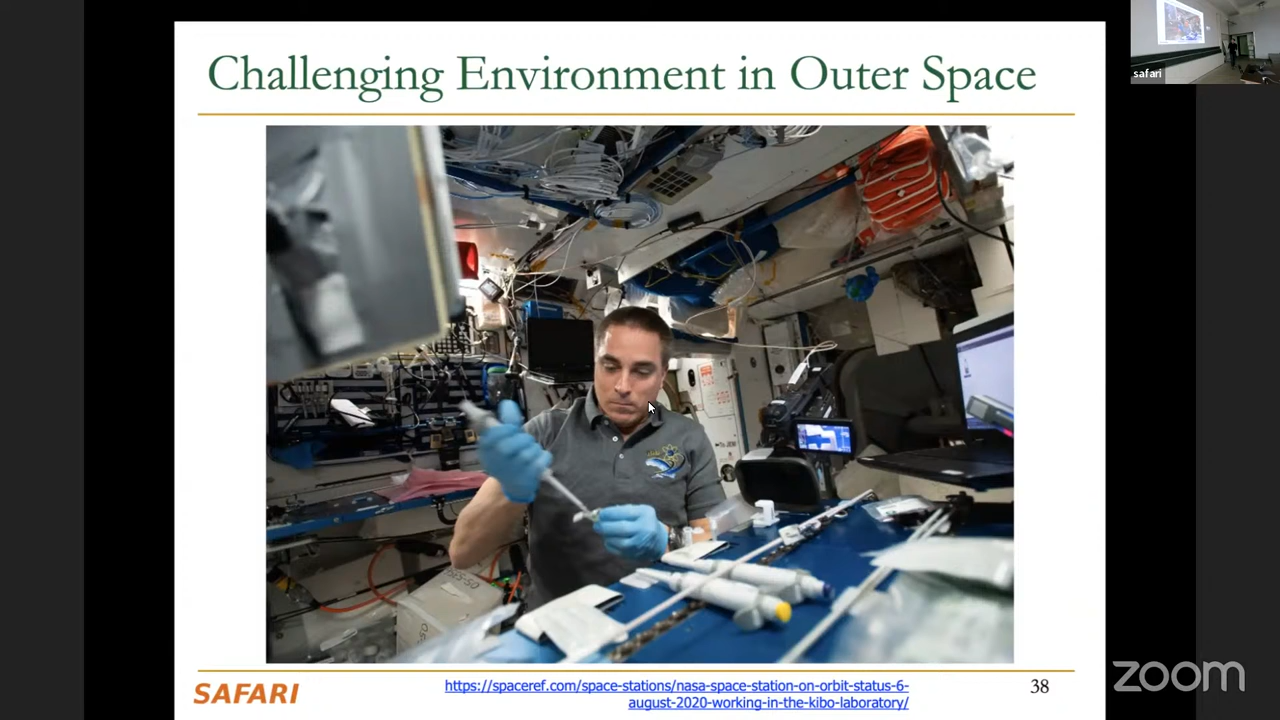 Challenging Environment in Outer Space
safari
SAFARI
https://spaceref.com/space-stations/nasa-space-station-on-orbit-status-6-
august-2020-working-in-the-kibo-laboratory/
38
zoom